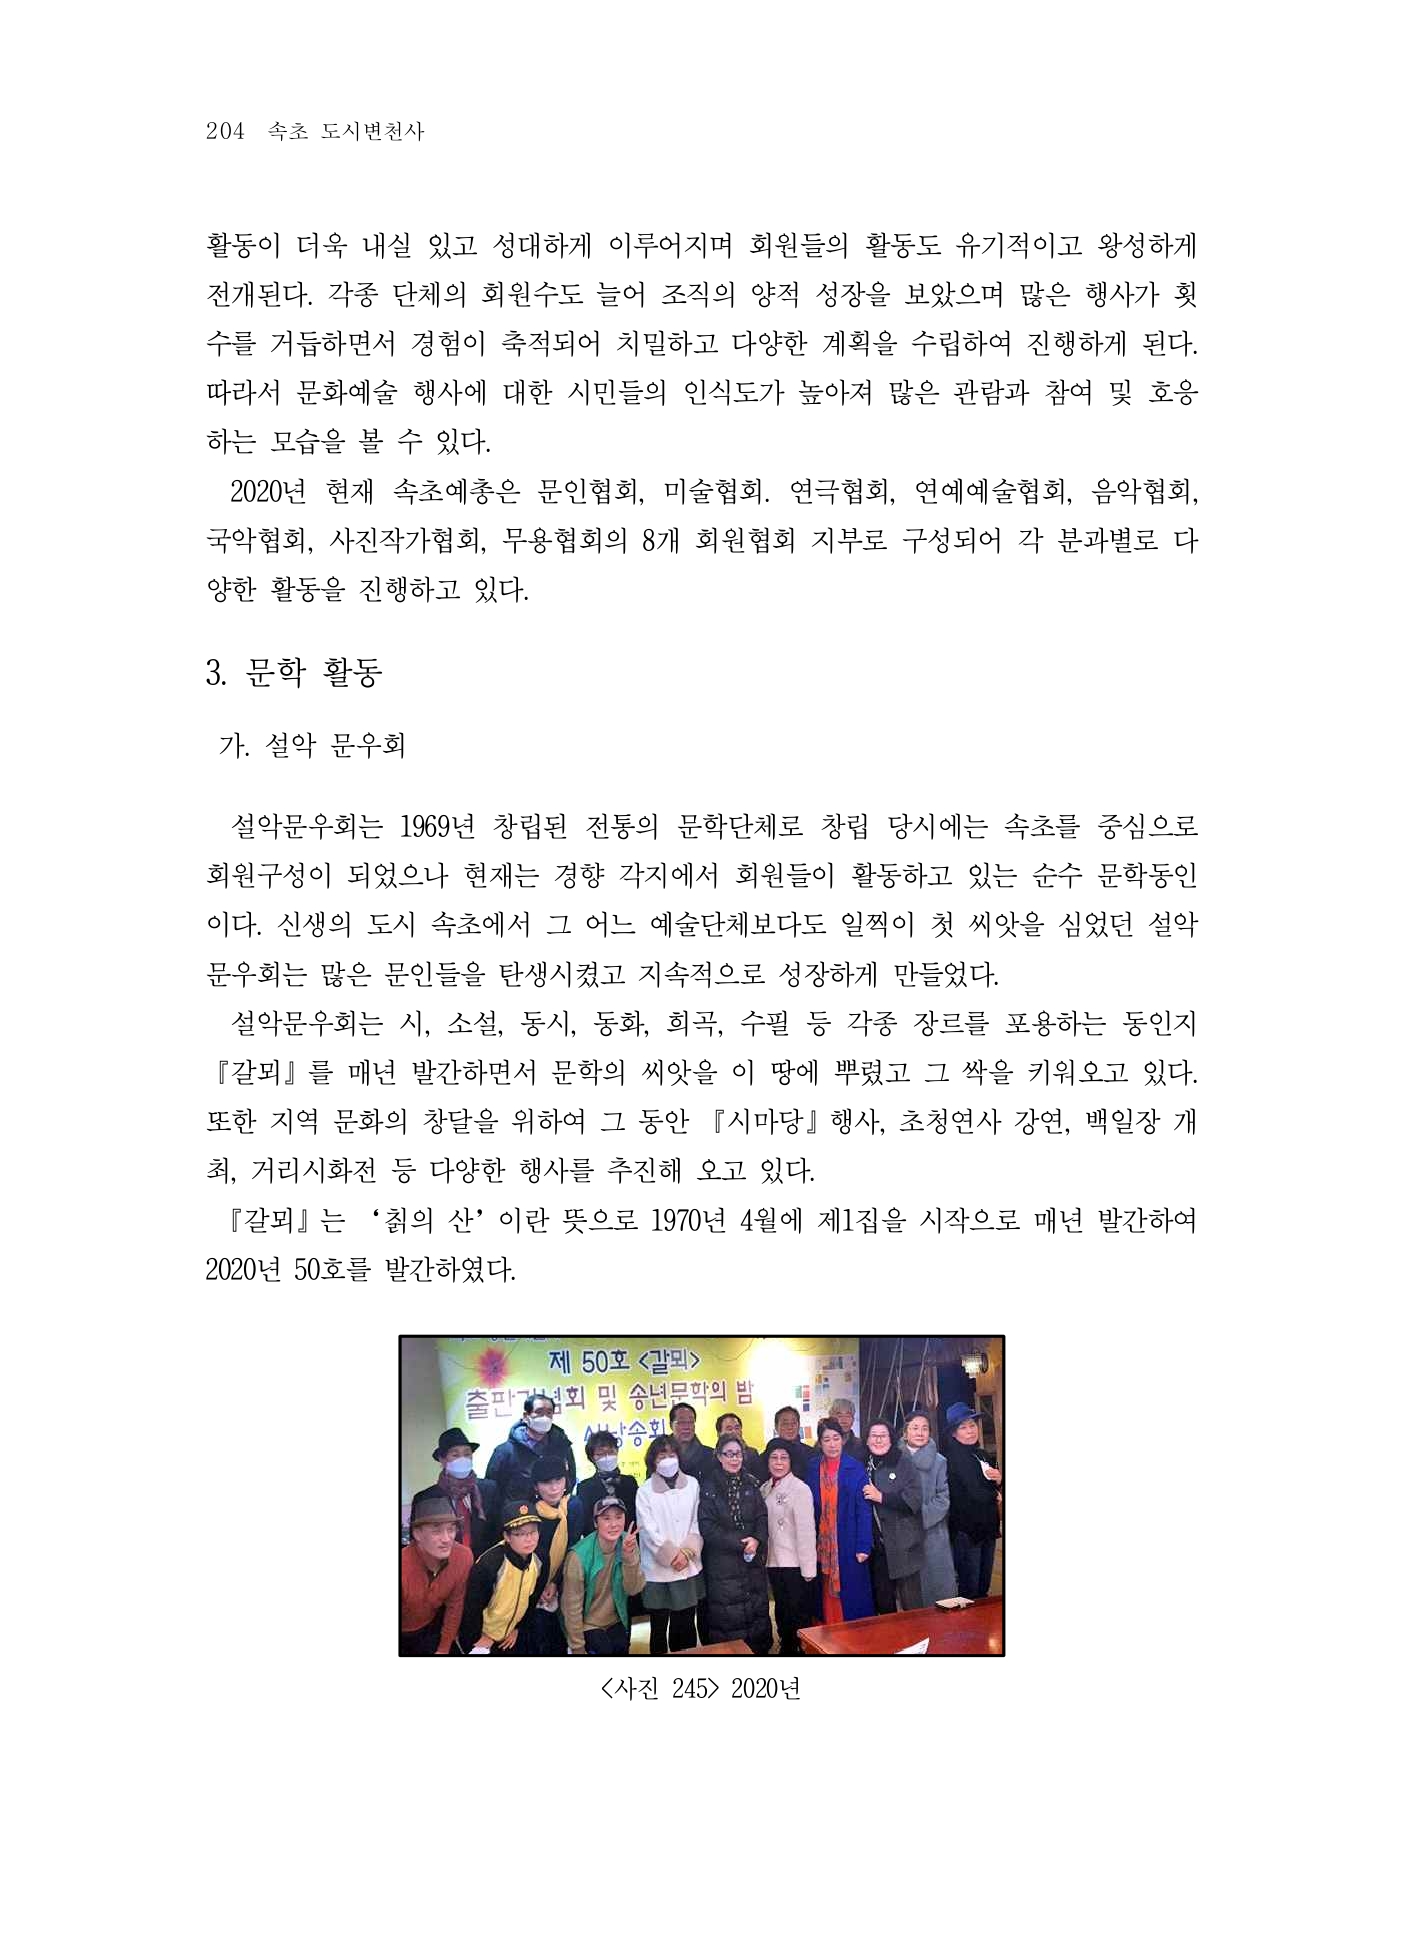 204 속초 도시변천사
활동이 더욱 내실 있고 성대하게 이루어지며 회원들의 활동도 유기적이고 왕성하게
전개된다. 각종 단체의 회원수도 늘어 조직의 양적 성장을 보았으며 많은 행사가 횟
수를 거듭하면서 경험이 축적되어 치밀하고 다양한 계획을 수립하여 진행하게 된다.
따라서 문화예술 행사에 대한 시민들의 인식도가 높아져 많은 관람과 참여 및 호응
하는 모습을 볼 수 있다.
2020년 현재 속초예총은 문인협회, 미술협회. 연극협회, 연예예술협회, 음악협회,
국악협회, 사진작가협회, 무용협회의 8개 회원협회 지부로 구성되어 각 분과별로 다
양한 활동을 진행하고 있다.
3. 문학 활동
가. 설악 문우회
설악문우회는 1969년 창립된 전통의 문학단체로 창립 당시에는 속초를 중심으로
회원구성이 되었으나 현재는 경향 각지에서 회원들이 활동하고 있는 순수 문학동인
이다. 신생의 도시 속초에서 그 어느 예술단체보다도 일찍이 첫 씨앗을 심었던 설악
문우회는 많은 문인들을 탄생시켰고 지속적으로 성장하게 만들었다.
설악문우회는 시, 소설, 동시, 동화, 희곡, 수필 등 각종 장르를 포용하는 동인지
『갈뫼』를 매년 발간하면서 문학의 씨앗을 이 땅에 뿌렸고 그 싹을 키워오고 있다.
또한 지역 문화의 창달을 위하여 그 동안 『시마당』행사, 초청연사 강연, 백일장 개
최, 거리시화전 등 다양한 행사를 추진해 오고 있다.
『갈뫼』는 ‘칡의 산’이란 뜻으로 1970년 4월에 제1집을 시작으로 매년 발간하여
2020년 50호를 발간하였다.
제 50호 <갈뫼>
출판기념회 및 송년문학의 밤
시낭송회
<사진 245> 2020년